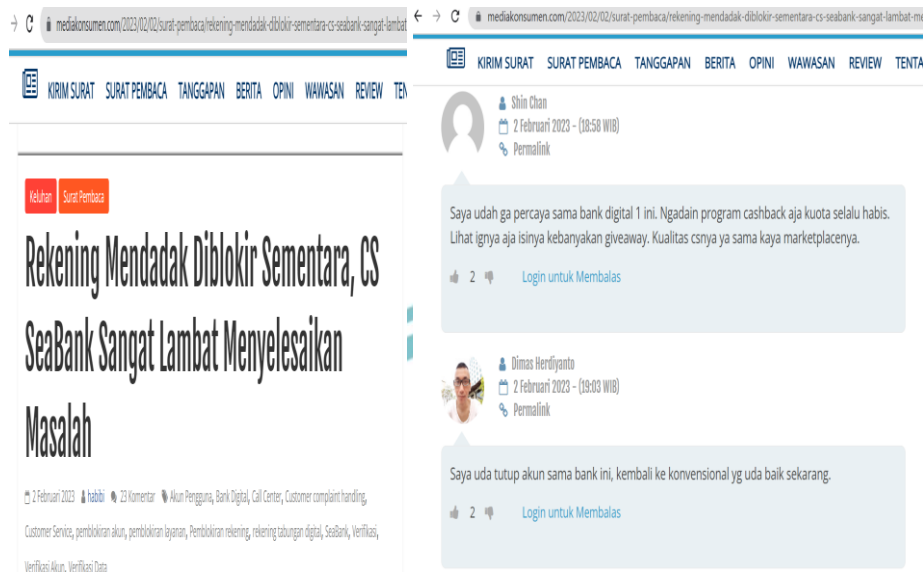 mediakonsumen.com/2023/02/02/surat-pembaca/rekening-mendadak-diblokir-sementara-cs-seabank-sangat-lambat
KIRIM SURAT SURAT PEMBACA TANGGAPAN BERITA OPINI WAWASAN REVIEW TEN
Keluhan Surat Pembaca
Rekening Mendadak Diblokir Sementara, CS
SeaBank Sangat Lambat Menyelesaikan
Masalah
2 Februari 2023 habibi 23 Komentar Akun Pengguna, Bank Digital, Call Center, Customer complaint handling,
Customer Service, pemblokiran akun, pemblokiran layanan, Pemblokiran rekening, rekening tabungan digital, SeaBank, Verifikasi,
Verifikasi Akun, Verifikasi Data
mediakonsumen.com/2023/02/02/surat-pembaca/rekening-mendadak-diblokir-sementara-cs-seabank-sangat-lambat-me
KIRIM SURAT SURAT PEMBACA TANGGAPAN BERITA OPINI WAWASAN REVIEW TENTA
Shin Chan
2 Februari 2023 - (18:58 WIB)
Permalink
Saya udah ga percaya sama bank digital 1 ini. Ngadain program cashback aja kuota selalu habis.
Lihat ignya aja isinya kebanyakan giveaway. Kualitas csnya ya sama kaya marketplacenya.
2 Login untuk Membalas
Dimas Herdiyanto
2 Februari 2023 - (19:03 WIB)
Permalink
Saya uda tutup akun sama bank ini, kembali ke konvensional yg uda baik sekarang.
2 Login untuk Membalas